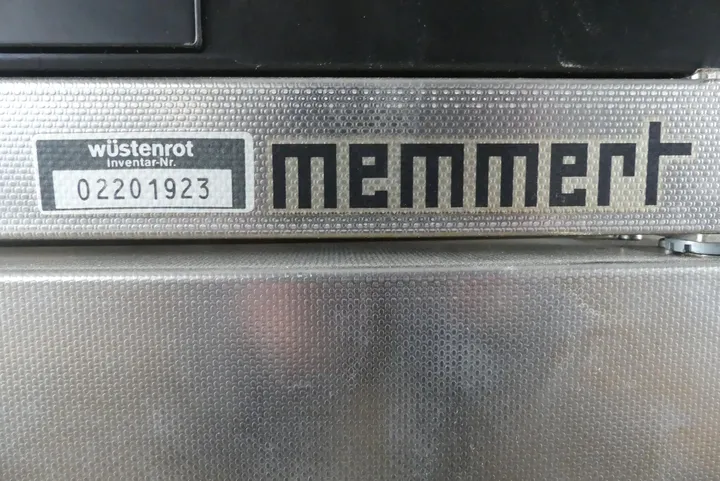 wüstenrot
Inventar-Nr.
02201923
memmert